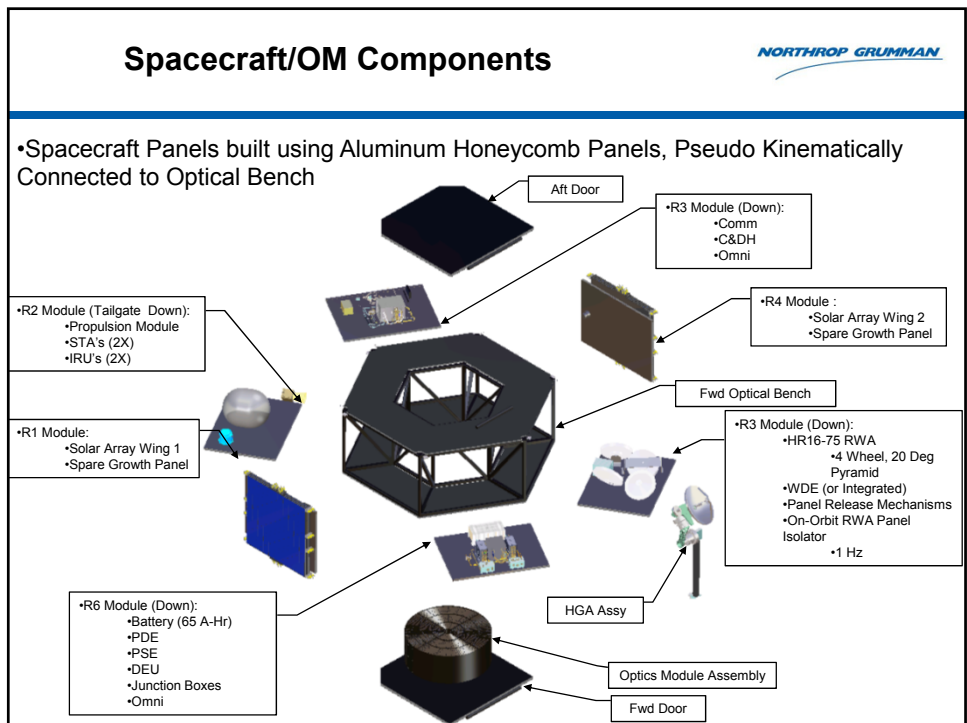 Spacecraft/OM Components
NORTHROP GRUMMAN
•Spacecraft Panels built using Aluminum Honeycomb Panels, Pseudo Kinematically
Connected to Optical Bench
Aft Door
•R3 Module (Down):
•Comm
•C&DH
•Omni
•R2 Module (Tailgate Down):
•Propulsion Module
•STA's (2X)
•IRU's (2X)
•R4 Module :
•Solar Array Wing 2
•Spare Growth Panel
Fwd Optical Bench
•R1 Module:
•Solar Array Wing 1
•Spare Growth Panel
•R3 Module (Down):
•HR16-75 RWA
•4 Wheel, 20 Deg
Pyramid
•WDE (or Integrated)
•Panel Release Mechanisms
•On-Orbit RWA Panel
Isolator
•1 Hz
HGA Assy
•R6 Module (Down):
•Battery (65 A-Hr)
•PDE
•PSE
•DEU
•Junction Boxes
•Omni
Optics Module Assembly
Fwd Door